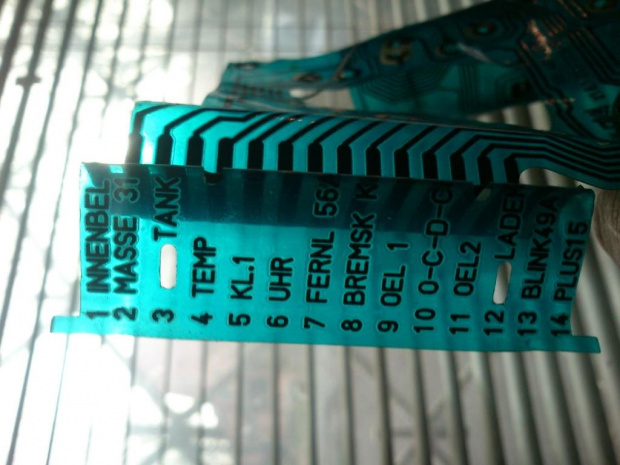 1 INNENBEL
2 MASSE 31
3 TANK
4 TEMP
5 KL.1
6 UHR
7 FERNL 56A
8 BREMSK K
9 OEL 1
10 O-C-D-C
11 OEL2
12 LADEK
13 BLINK49A
14 PLUS15